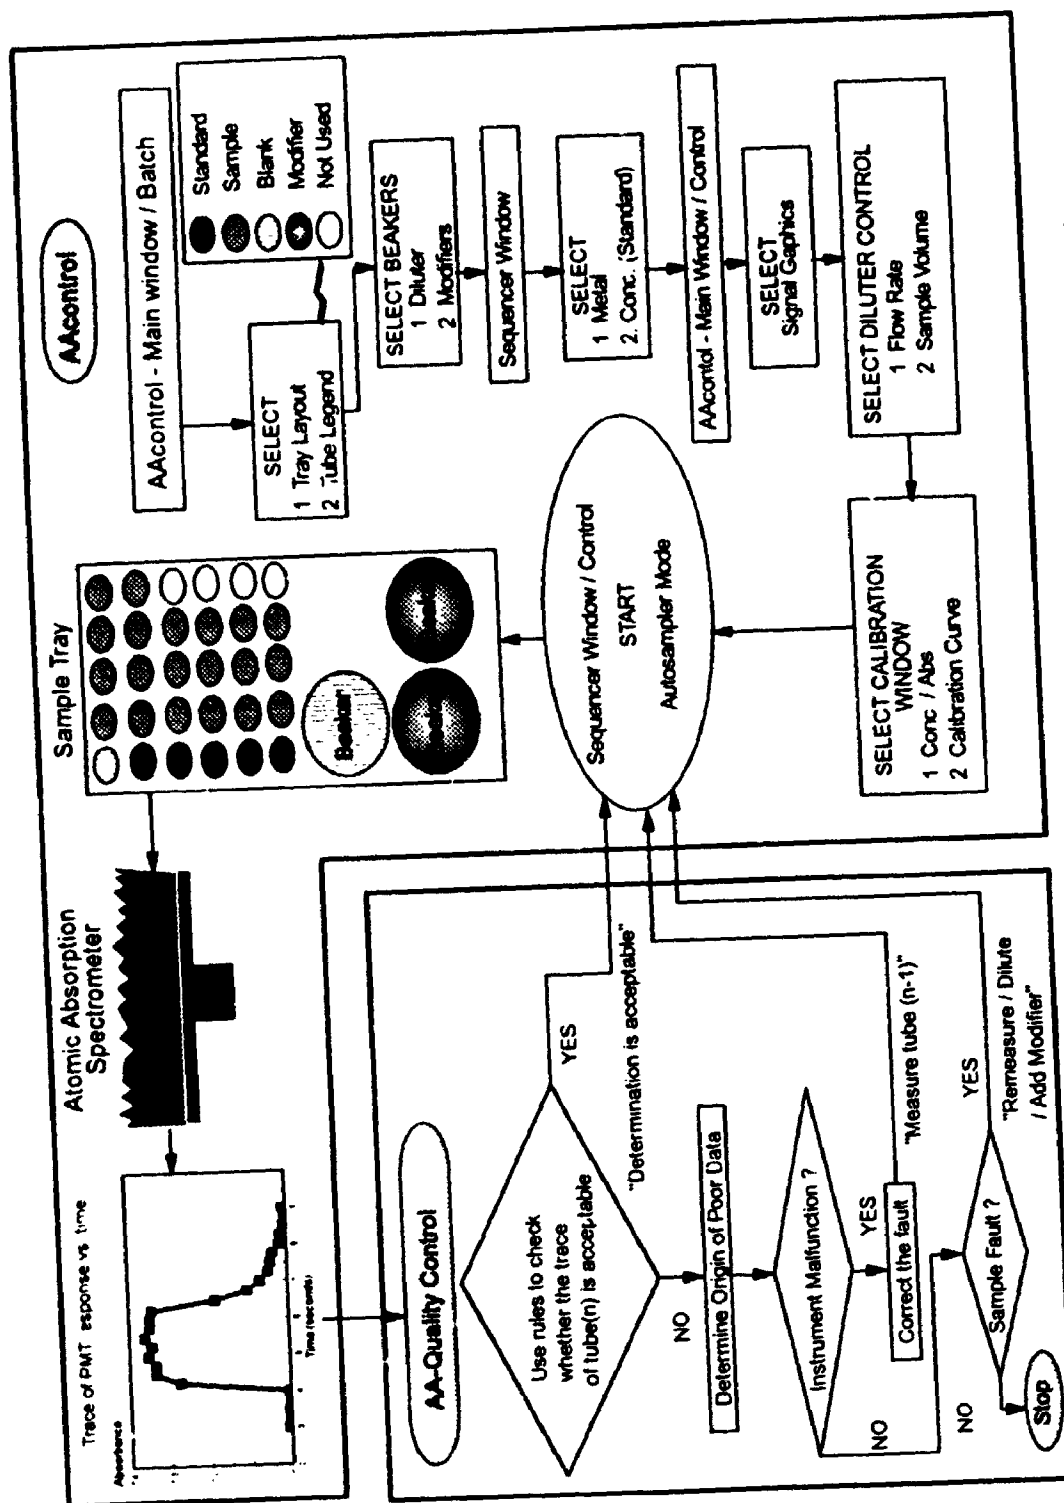 AAcontrol
AAcontrol - Main window / Batch
Standard
Sample
Blank
Modifier
Not Used
SELECT
1 Tray Layout
2 Tube Legend
SELECT BEAKERS
1 Diluter
2 Modifiers
Sequencer Window
SELECT
1 Metal
2. Conc. (Standard)
AAcontol - Main Window / Control
SELECT
Signal Graphics
SELECT DILUTER CONTROL
1 Flow Rate
2 Sample Volume
SELECT CALIBRATION
WINDOW
1 Conc / Abs
2 Calibration Curve
Sequencer Window / Control
START
Autosampler Mode
Sample Tray
Beaker
Atomic Absorption
Spectrometer
Trace of PMT esponse vs time
Absorbance
Time (seconds)
AA-Quality Control
Use rules to check
whether the trace
of tube(n) is acceptable
YES
"Determination is acceptable"
NO
Determine Origin of Poor Data
Instrument Malfunction ?
YES
Correct the fault
"Measure tube (n-1)"
NO
Sample Fault ?
YES
"Remeasure / Dilute
/ Add Modifier"
NO
Stop